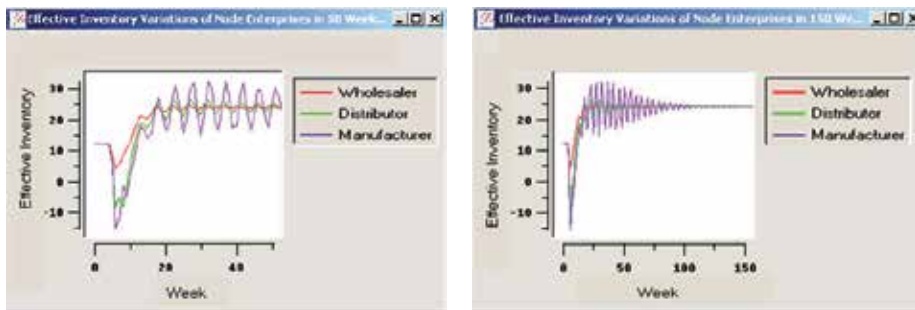 Effective Inventory Variations of Node Enterprises in 50 Week...
Effective Inventory
30
20
10
0
-10
0
20
40
Week
Wholesaler
Distributor
Manufacturer
Effective Inventory Variations of Node Enterprises in 150 We...
Effective Inventory
30
20
10
0
-10
0
50
100
150
Week
Wholesaler
Distributor
Manufacturer